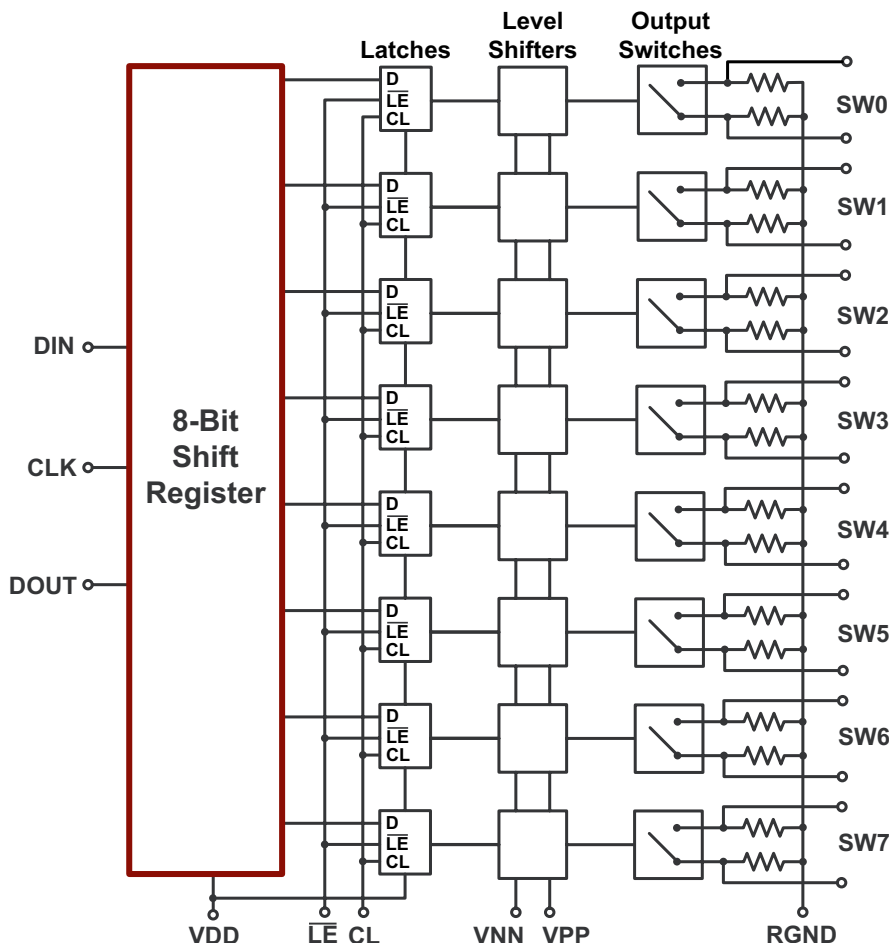 Latches
Level
Shifters
Output
Switches
8-Bit
Shift
Register
DIN
CLK
DOUT
D
LE
CL
SW0
D
LE
CL
SW1
D
LE
CL
SW2
D
LE
CL
SW3
D
LE
CL
SW4
D
LE
CL
SW5
D
LE
CL
SW6
D
LE
CL
SW7
VDD
LE
CL
VNN
VPP
RGND